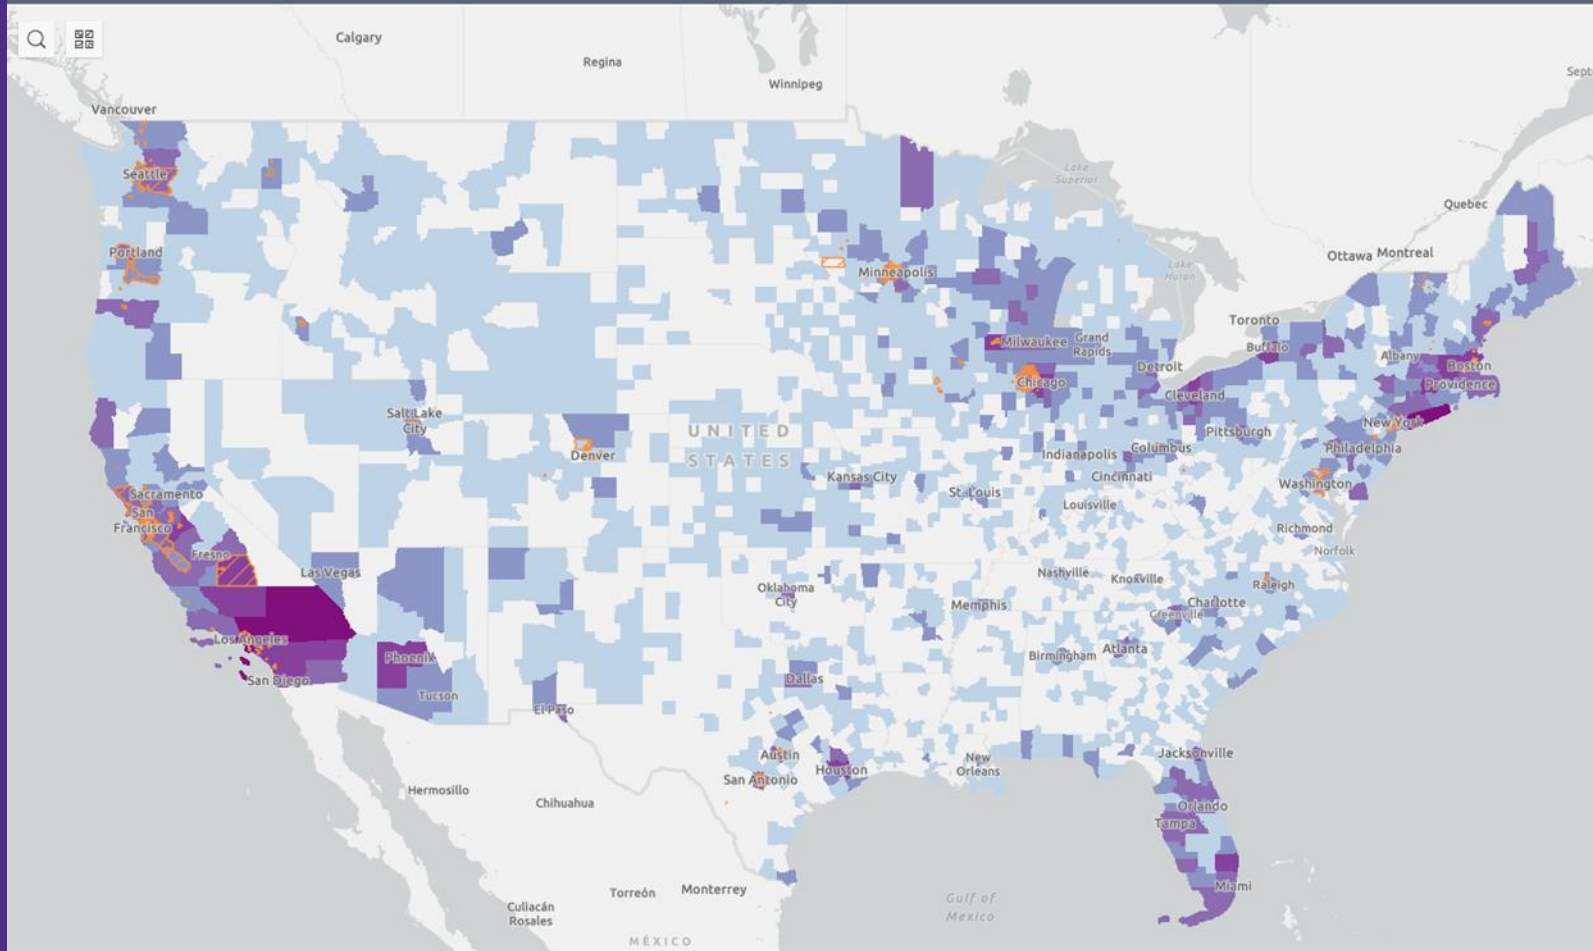 Calgary
Regina
Winnipeg
Sept
Vancouver
Lake
Superior
Seattle
Quebec
Portland
Ottawa
Montreal
Minneapolis
Lake
Huron
Toronto
Milwaukee
Grand
Rapids
Buffalo
Albany
Boston
Detroit
Chicago
Providence
Cleveland
Salt Lake
City
New York
UNITED
STATES
Pittsburgh
Denver
Columbus
Philadelphia
Indianapolis
Kansas City
Cincinnati
Washington
Sacramento
St. Louis
San
Francisco
Louisville
Richmond
Fresno
Norfolk
Las Vegas
Nashville
Knoxville
Oklahoma
City
Raleigh
Memphis
Charlotte
Greenville
Los Angeles
Phoenix
Birmingham
Atlanta
San Diego
Dallas
Tucson
El Paso
Austin
New
Orleans
Jacksonville
Houston
San Antonio
Hermosillo
Chihuahua
Orlando
Tampa
Miami
Torreón
Monterrey
Gulf of
Mexico
Culiacán
Rosales
MÉXICO